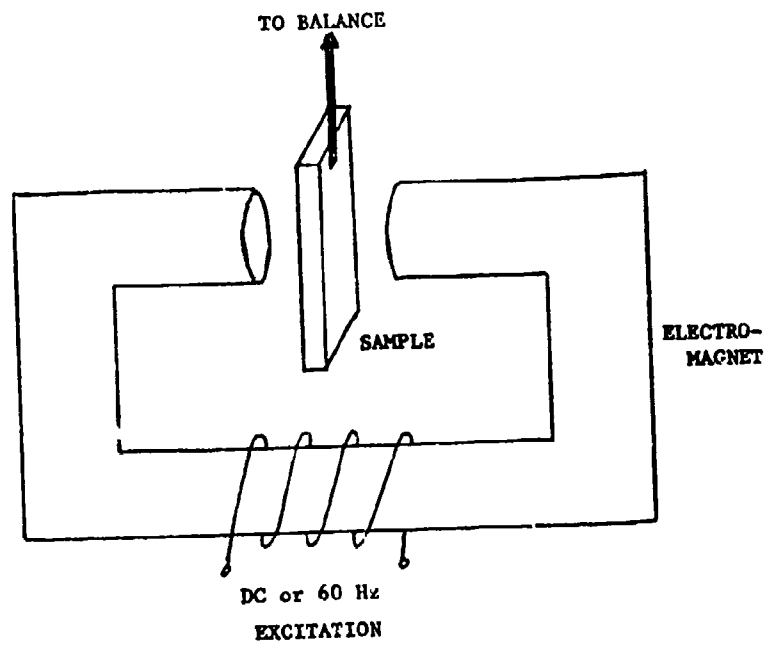 TO BALANCE
SAMPLE
ELECTRO-
MAGNET
DC or 60 Hz
EXCITATION